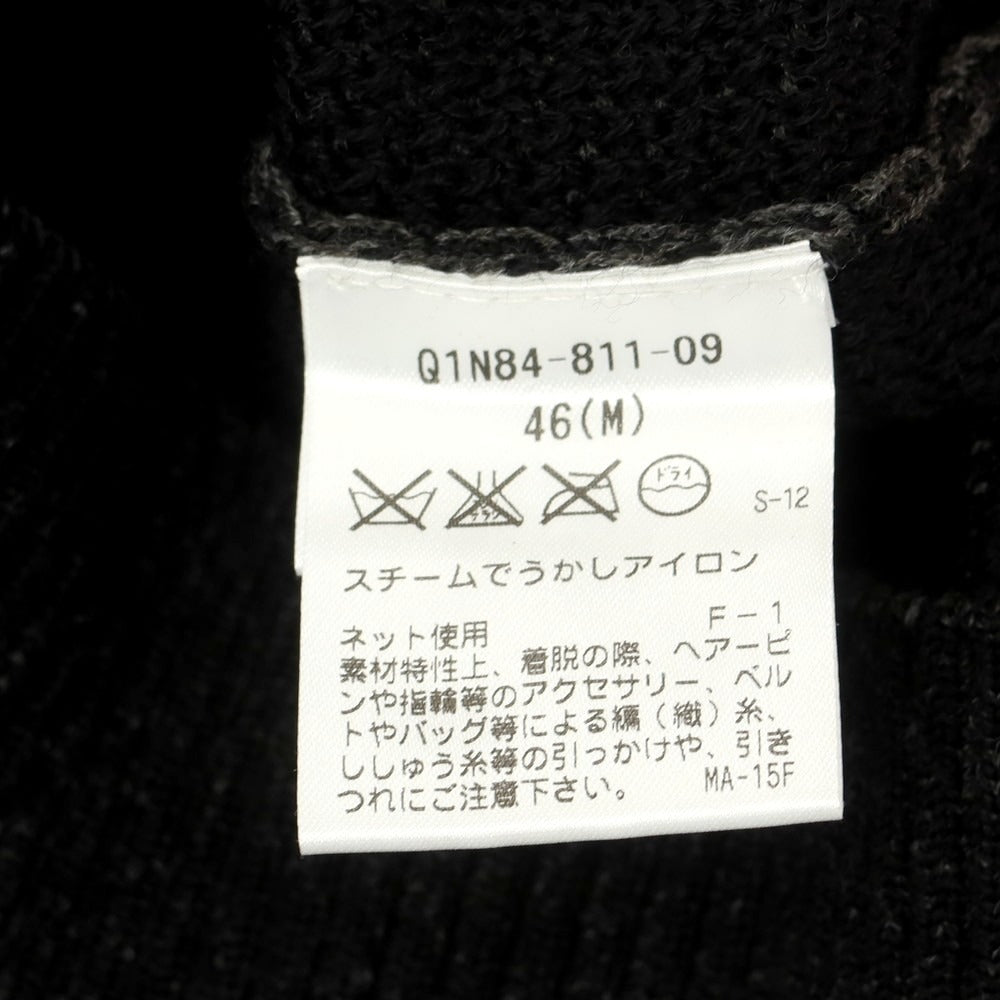 Q1N84-811-09
46(M)
ドライ
S-12
スチームでうかしアイロン
F-1
ネット使用
素材特性上、着脱の際、ヘアーピ
ンや指輪等のアクセサリー、ベル
トやバッグ等による編（織）糸、
ししゅう糸等の引っかけや、引き
つれにご注意下さい。
MA-15F